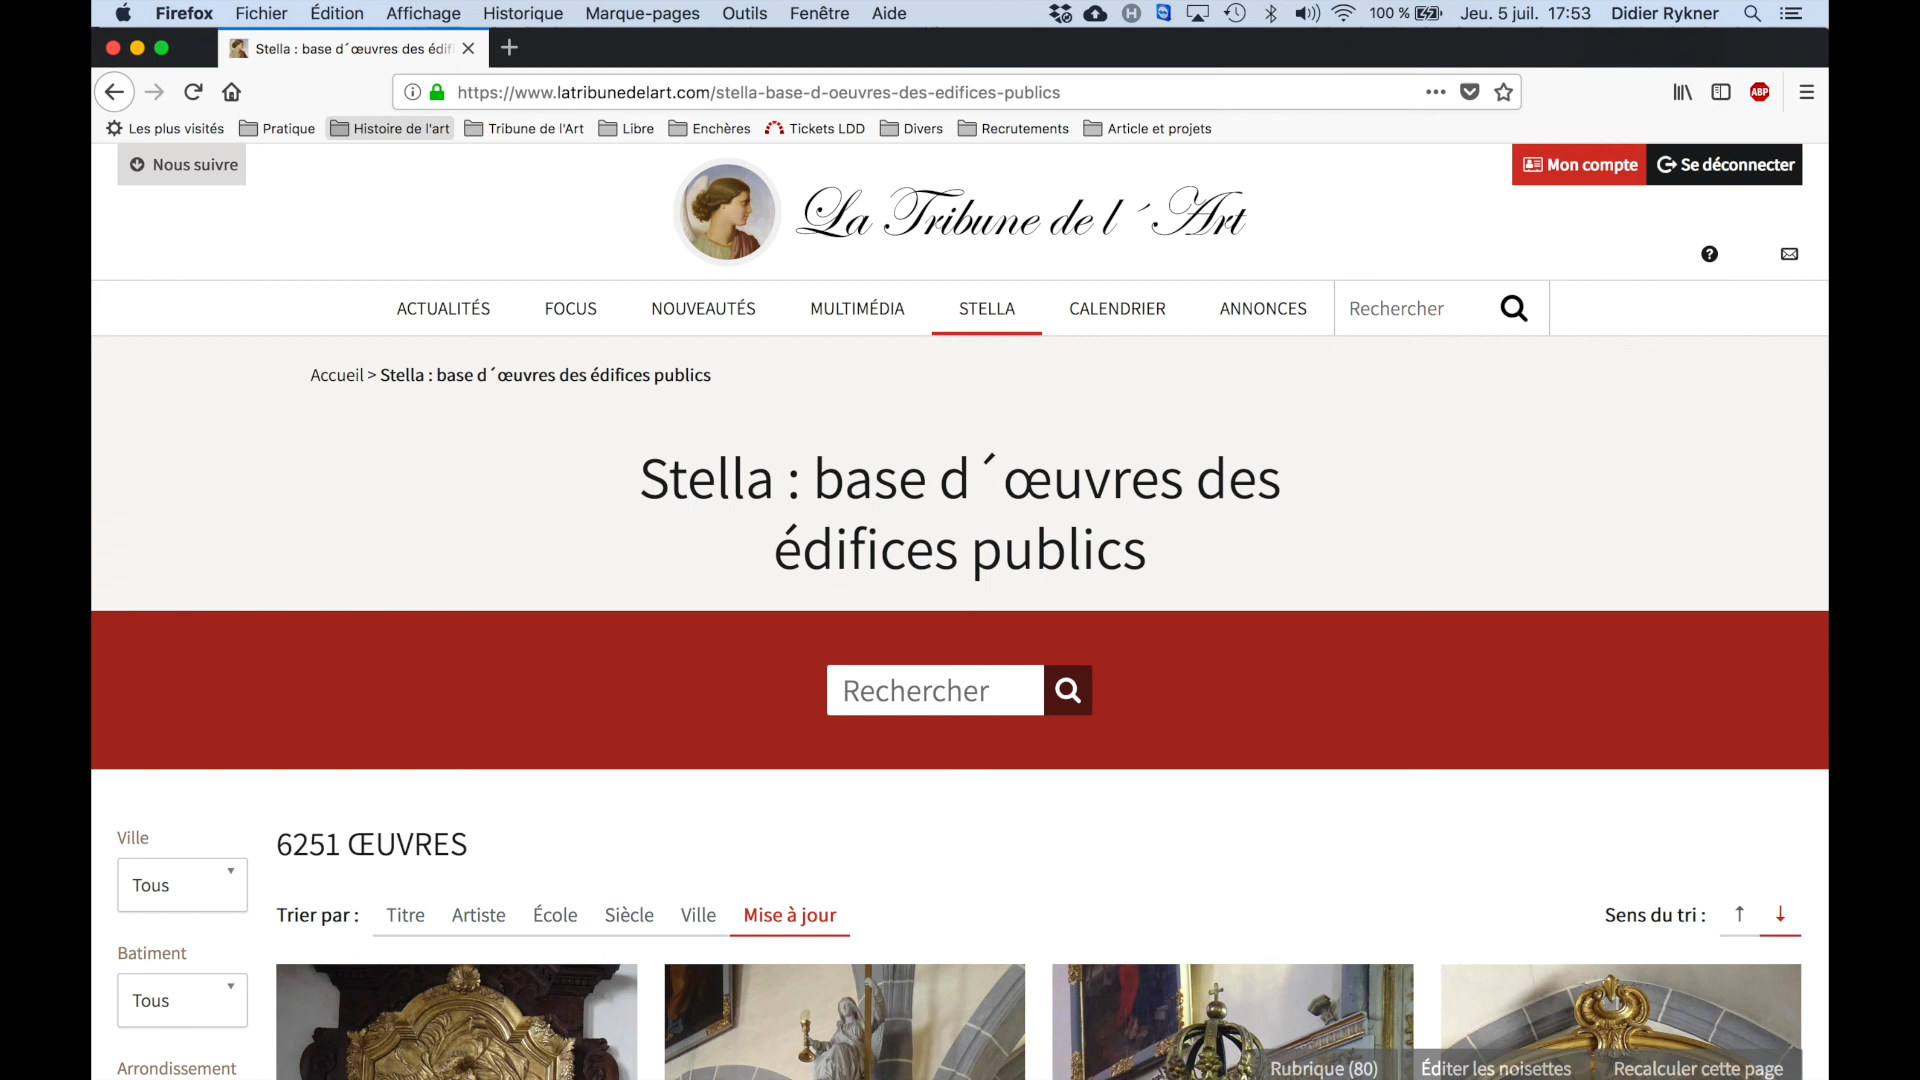 Firefox Fichier Édition Affichage Historique Marque-pages Outils Fenêtre Aide 100 % Jeu. 5 juil. 17:53 Didier Rykner
Stella : base d´œuvres des édif
https://www.latribunedelart.com/stella-base-d-oeuvres-des-edifices-publics
ABP
Les plus visités Pratique Histoire de l'art Tribune de l'Art Libre Enchères Tickets LDD Divers Recrutements Article et projets
Nous suivre
Mon compte Se déconnecter
La Tribune de l´Art
ACTUALITÉS FOCUS NOUVEAUTÉS MULTIMÉDIA STELLA CALENDRIER ANNONCES Rechercher
Accueil > Stella : base d´œuvres des édifices publics
Stella : base d´œuvres des
édifices publics
Rechercher
Ville
6251 ŒUVRES
Tous
Trier par : Titre Artiste École Siècle Ville Mise à jour Sens du tri : ↑ ↓
Batiment
Tous
Arrondissement
Rubrique (80) Éditer les noisettes Recalculer cette page